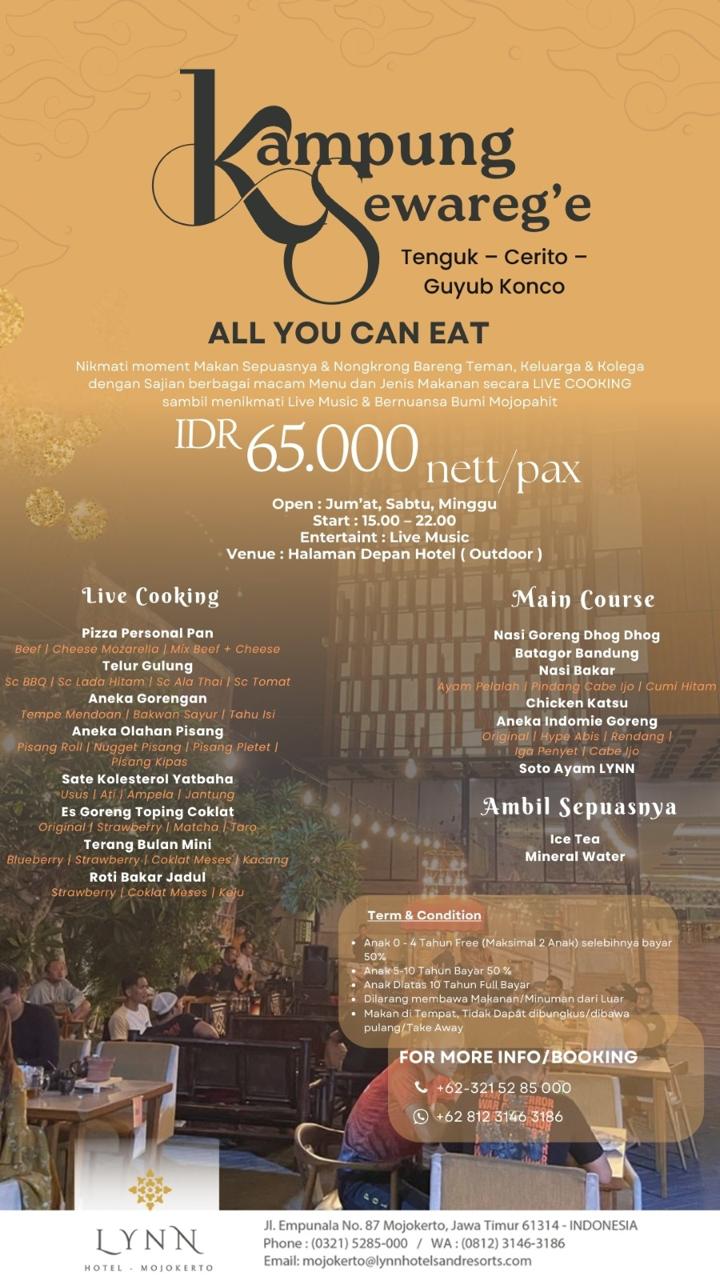 Kampung
Sewareg'e
Tenguk – Cerito –
Guyub Konco
ALL YOU CAN EAT
Nikmati moment Makan Sepuasnya & Nongkrong Bareng Teman, Keluarga & Kolega
dengan Sajian berbagai macam Menu dan Jenis Makanan secara LIVE COOKING
sambil menikmati Live Music & Bernuansa Bumi Mojopahit
IDR 65.000 nett/pax
Open : Jum'at, Sabtu, Minggu
Start : 15.00 – 22.00
Entertaint : Live Music
Venue : Halaman Depan Hotel ( Outdoor )
Live Cooking
Pizza Personal Pan
Beef | Cheese Mozarella | Mix Beef + Cheese
Telur Gulung
Sc BBQ | Sc Lada Hitam | Sc Ala Thai | Sc Tomat
Aneka Gorengan
Tempe Mendoan | Bakwan Sayur | Tahu Isi
Aneka Olahan Pisang
Pisang Roll | Nugget Pisang | Pisang Pletet |
Pisang Kipas
Sate Kolesterol Yatbaha
Usus | Ati | Ampela | Jantung
Es Goreng Toping Coklat
Original | Strawberry | Matcha | Taro
Terang Bulan Mini
Blueberry | Strawberry | Coklat Meses | Kacang
Roti Bakar Jadul
Strawberry | Coklat Meses | Keju
Main Course
Nasi Goreng Dhog Dhog
Batagor Bandung
Nasi Bakar
Ayam Pelalah | Pindang Cabe Ijo | Cumi Hitam
Chicken Katsu
Aneka Indomie Goreng
Original | Hype Abis | Rendang |
Iga Penyet | Cabe Ijo
Soto Ayam LYNN
Ambil Sepuasnya
Ice Tea
Mineral Water
Term & Condition
• Anak 0 - 4 Tahun Free (Maksimal 2 Anak) selebihnya bayar
50%
• Anak 5-10 Tahun Bayar 50 %
• Anak Diatas 10 Tahun Full Bayar
• Dilarang membawa Makanan/Minuman dari Luar
• Makan di Tempat, Tidak Dapat dibungkus/dibawa
pulang/Take Away
FOR MORE INFO/BOOKING
+62-321 52 85 000
+62 812 3146 3186
LYNN
HOTEL - MOJOKERTO
Jl. Empunala No. 87 Mojokerto, Jawa Timur 61314 - INDONESIA
Phone : (0321) 5285-000 / WA : (0812) 3146-3186
Email: mojokerto@lynnhotelsandresorts.com